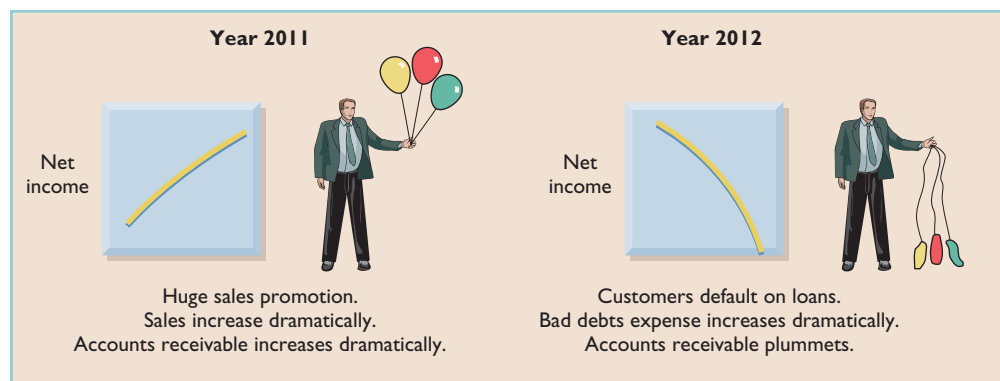 Year 2011
Net
income
Huge sales promotion.
Sales increase dramatically.
Accounts receivable increases dramatically.
Year 2012
Net
income
Customers default on loans.
Bad debts expense increases dramatically.
Accounts receivable plummets.